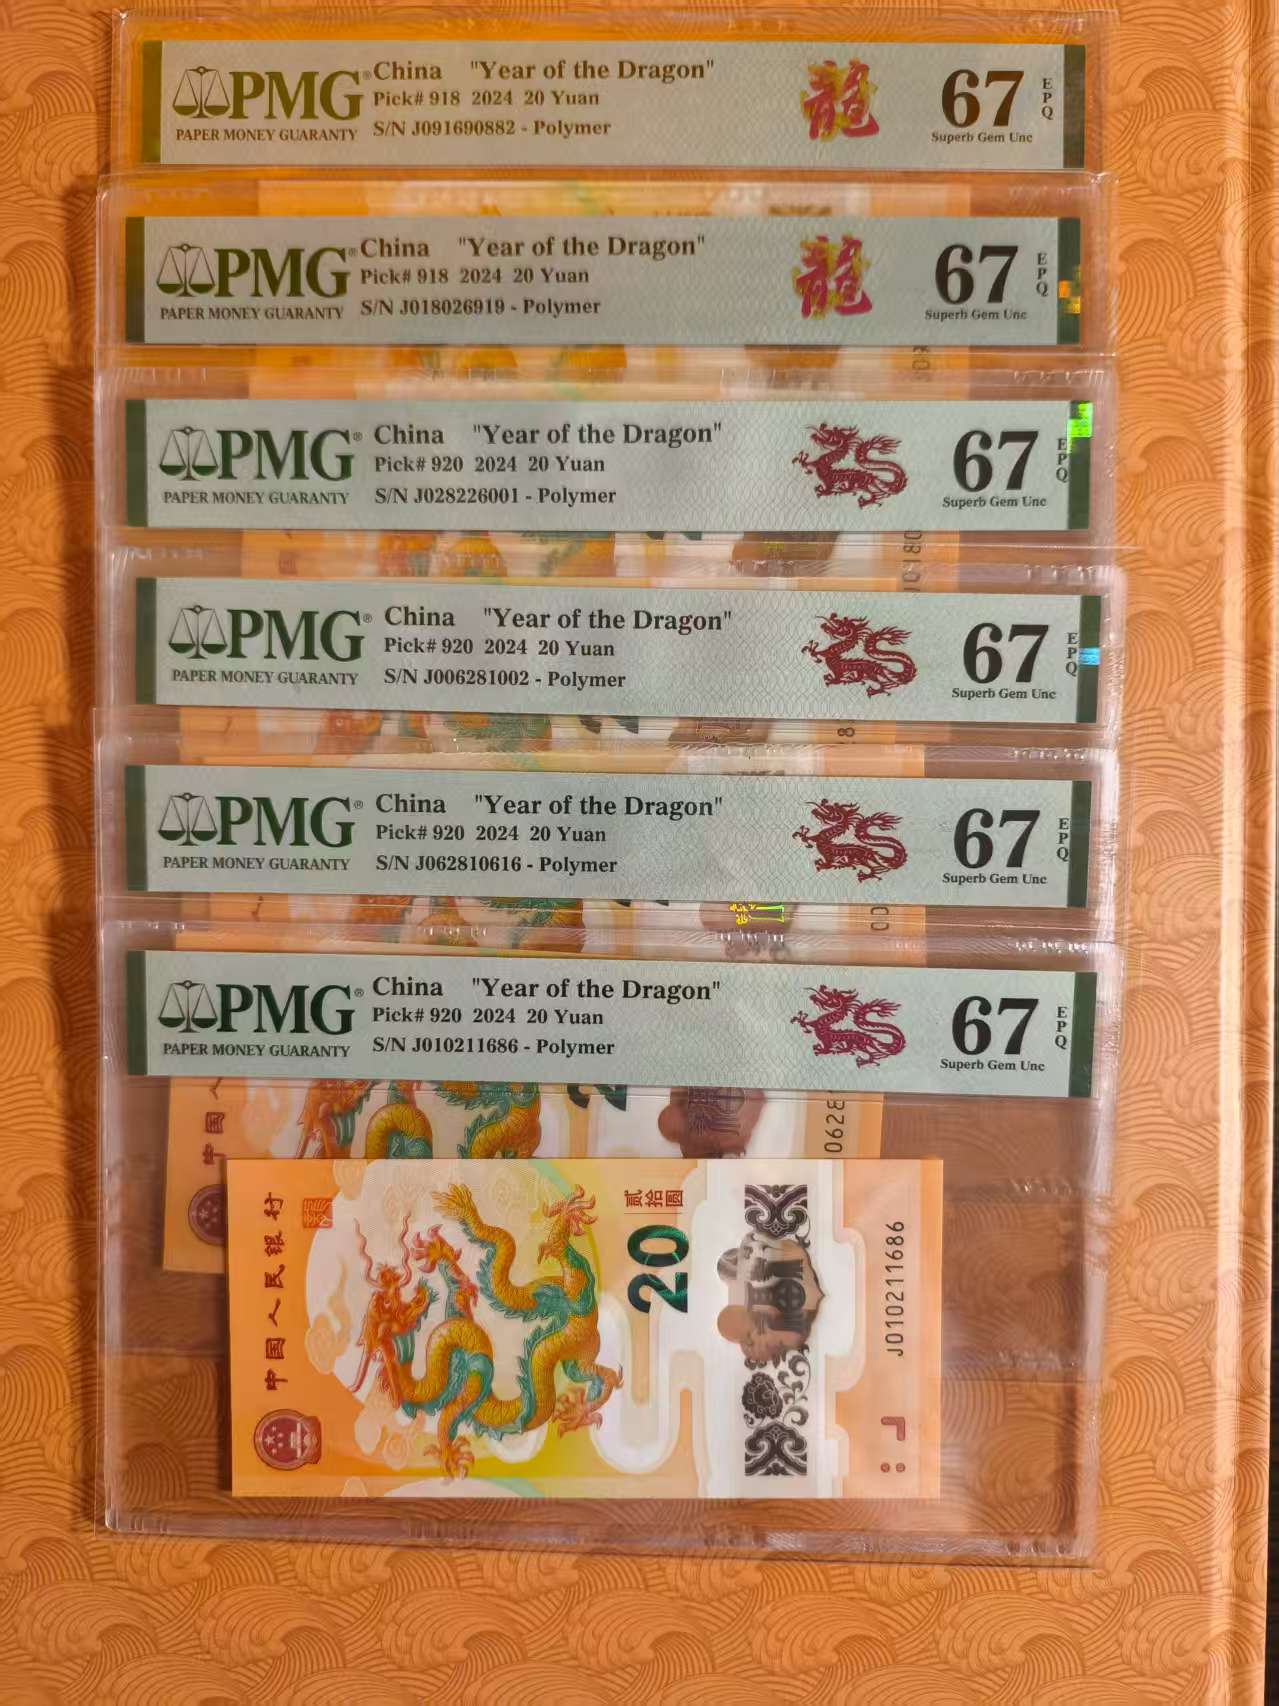 PMG® China "Year of the Dragon" 龍 67 EPQ
Pick# 918 2024 20 Yuan
PAPER MONEY GUARANTY S/N J091690882 - Polymer Superb Gem Unc
PMG® China "Year of the Dragon" 龍 67 EPQ
Pick# 918 2024 20 Yuan
PAPER MONEY GUARANTY S/N J018026919 - Polymer Superb Gem Unc
PMG® China "Year of the Dragon" 67 EPQ
Pick# 920 2024 20 Yuan
PAPER MONEY GUARANTY S/N J028226001 - Polymer Superb Gem Unc
PMG® China "Year of the Dragon" 67 EPQ
Pick# 920 2024 20 Yuan
PAPER MONEY GUARANTY S/N J006281002 - Polymer Superb Gem Unc
PMG® China "Year of the Dragon" 67 EPQ
Pick# 920 2024 20 Yuan
PAPER MONEY GUARANTY S/N J062810616 - Polymer Superb Gem Unc
PMG® China "Year of the Dragon" 67 EPQ
Pick# 920 2024 20 Yuan
PAPER MONEY GUARANTY S/N J010211686 - Polymer Superb Gem Unc
中国人民銀行
贰拾圆
20
J010211686